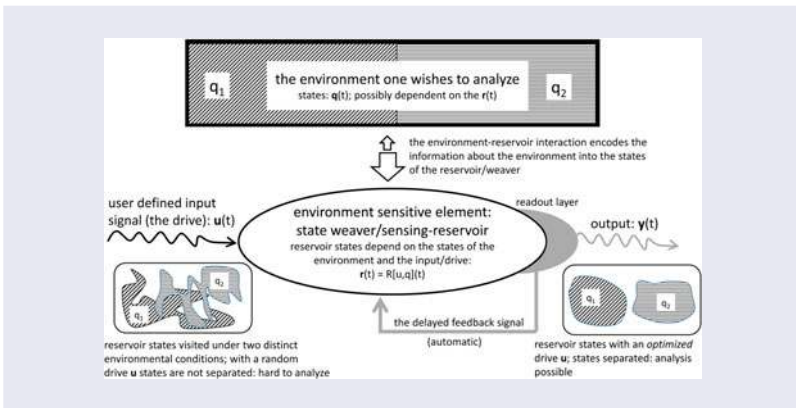 q1
the environment one wishes to analyze
states: q(t); possibly dependent on the r(t)
q2
the environment-reservoir interaction encodes the
information about the environment into the states
of the reservoir/weaver
user defined input
signal (the drive): u(t)
environment sensitive element:
state weaver/sensing-reservoir
reservoir states depend on the states of the
environment and the input/drive:
r(t) = R[u,q](t)
readout layer
output: y(t)
q2
q1
the delayed feedback signal
(automatic)
q1
q2
reservoir states visited under two distinct
environmental conditions; with a random
drive u states are not separated: hard to analyze
reservoir states with an optimized
drive u; states separated: analysis
possible